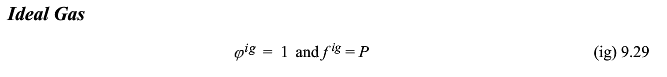 Ideal Gas
φ^ig = 1 and f^ig = P (ig) 9.29